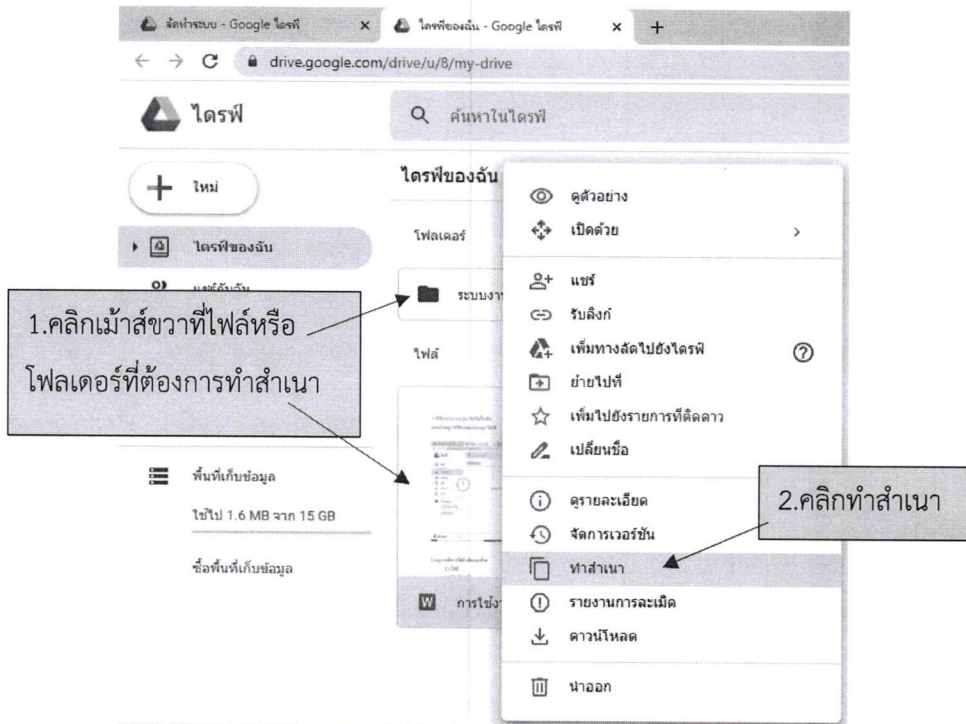 จัดทำระบบ - Google ไดรฟ์
ไดรฟ์ของฉัน - Google ไดรฟ์
drive.google.com/drive/u/8/my-drive
ไดรฟ์
ค้นหาในไดรฟ์
ใหม่
ไดรฟ์ของฉัน
ไดรฟ์ของฉัน
โฟลเดอร์
แชร์กับฉัน
ระบบงาน
1.คลิกเม้าส์ขวาที่ไฟล์หรือ
โฟลเดอร์ที่ต้องการทำสำเนา
ไฟล์
พื้นที่เก็บข้อมูล
ใช้ไป 1.6 MB จาก 15 GB
ซื้อพื้นที่เก็บข้อมูล
W
ดูตัวอย่าง
เปิดด้วย
แชร์
รับลิงก์
เพิ่มทางลัดไปยังไดรฟ์
ย้ายไปที่
เพิ่มไปยังรายการที่ติดดาว
เปลี่ยนชื่อ
ดูรายละเอียด
จัดการเวอร์ชัน
ทำสำเนา
รายงานการละเมิด
ดาวน์โหลด
นำออก
2.คลิกทำสำเนา